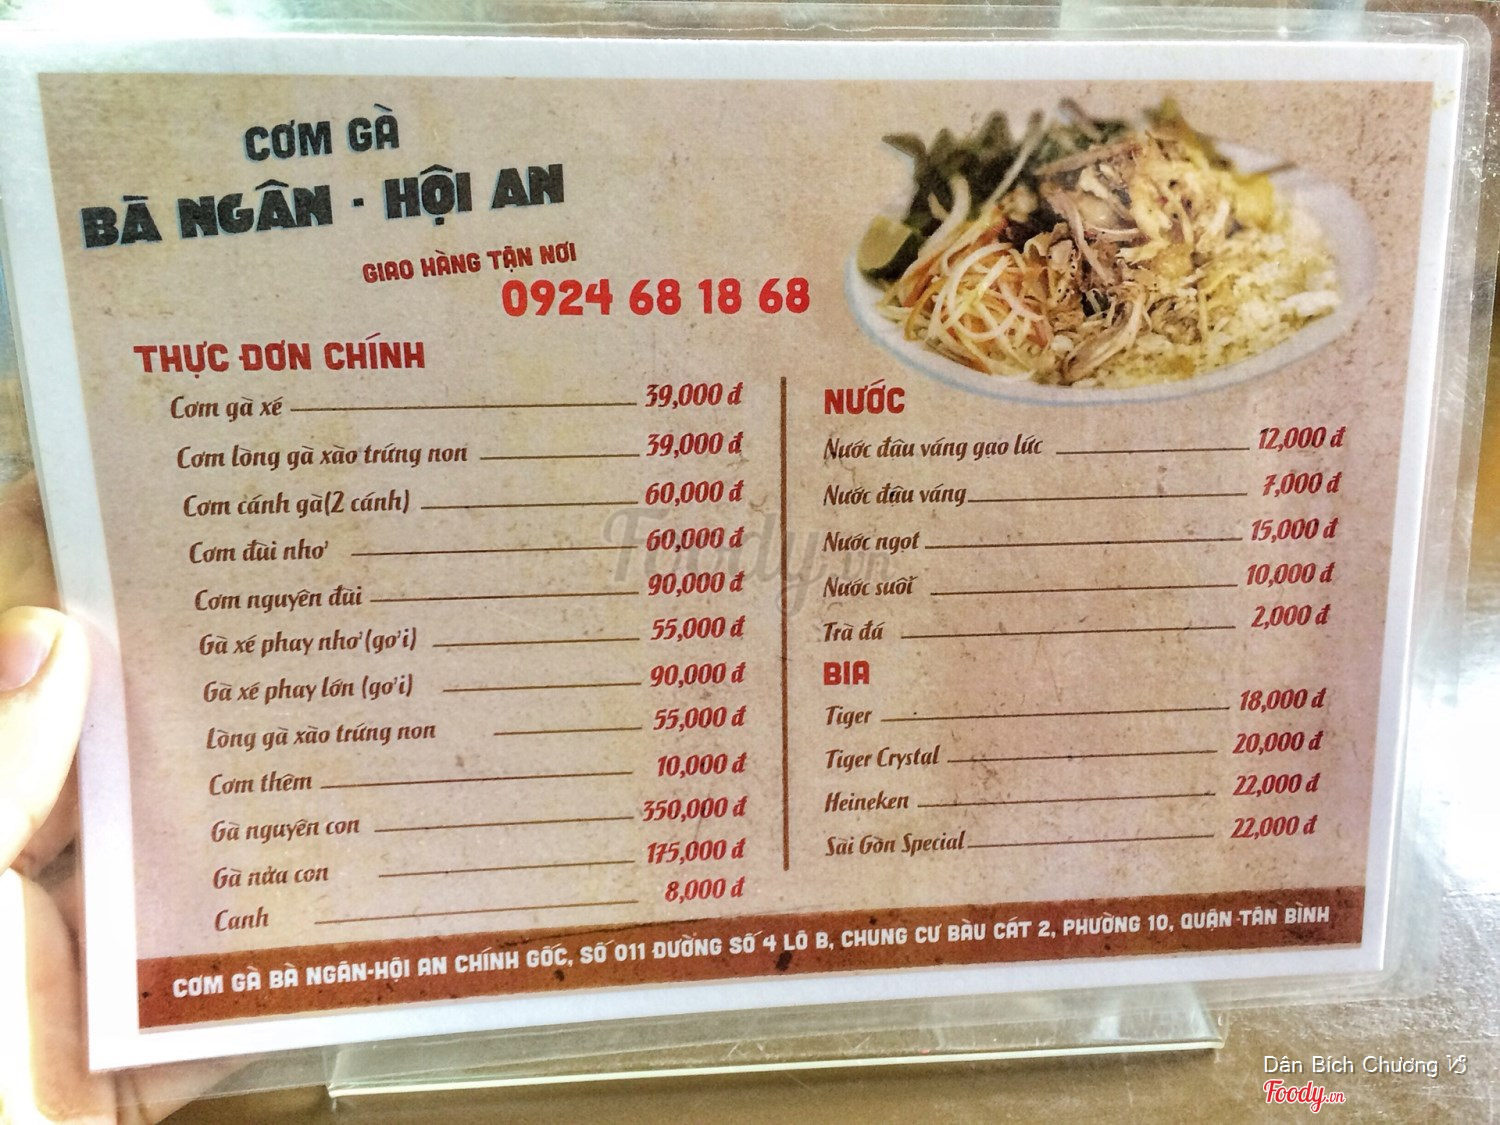 CƠM GÀ
BÀ NGÂN - HỘI AN
GIAO HÀNG TẬN NƠI
0924 68 18 68
THỰC ĐƠN CHÍNH
Cơm gà xé 39,000 đ
Cơm lòng gà xào trứng non 39,000 đ
Cơm cánh gà(2 cánh) 60,000 đ
Cơm đùi nhỏ 60,000 đ
Cơm nguyên đùi 90,000 đ
Gà xé phay nhỏ (gỏi) 55,000 đ
Gà xé phay lớn (gỏi) 90,000 đ
Lòng gà xào trứng non 55,000 đ
Cơm thêm 10,000 đ
Gà nguyên con 350,000 đ
Gà nửa con 175,000 đ
Canh 8,000 đ
NƯỚC
Nước đậu váng gạo lức 12,000 đ
Nước đậu váng 7,000 đ
Nước ngọt 15,000 đ
Nước suối 10,000 đ
Trà đá 2,000 đ
BIA
Tiger 18,000 đ
Tiger Crystal 20,000 đ
Heineken 22,000 đ
Sài Gòn Special 22,000 đ
CƠM GÀ BÀ NGÂN-HỘI AN CHÍNH GỐC, SỐ 011 ĐƯỜNG SỐ 4 LÔ B, CHUNG CƯ BÀU CÁT 2, PHƯỜNG 10, QUẬN TÂN BÌNH
Foody.vn
Dân Bích Chương
Foody.vn